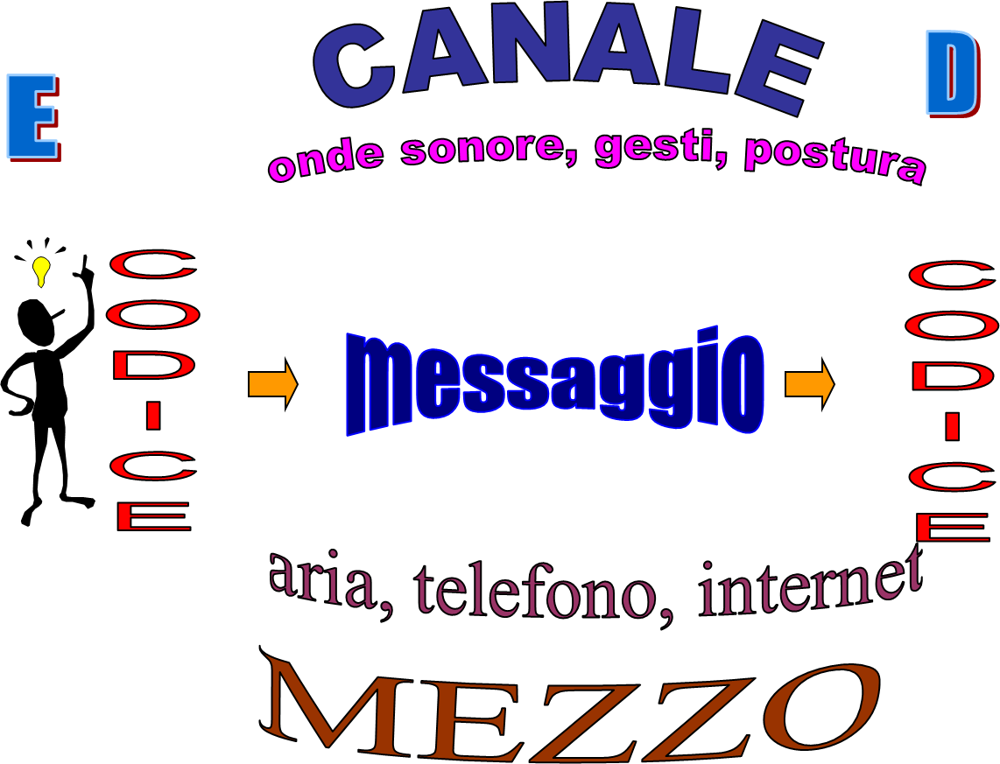 CANALE
E
D
onde sonore, gesti, postura
CODICE
messaggio
CODICE
aria, telefono, internet
MEZZO